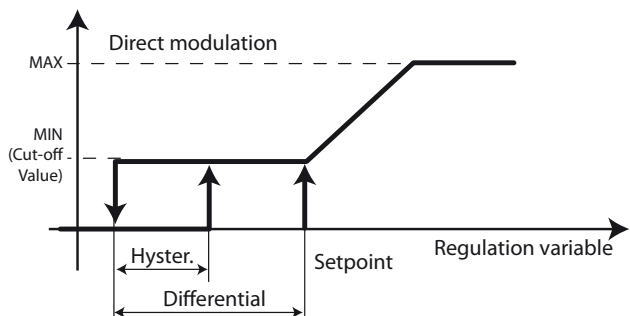 Direct modulation
MAX
MIN
(Cut-off
Value)
Regulation variable
Hyster.
Setpoint
Differential